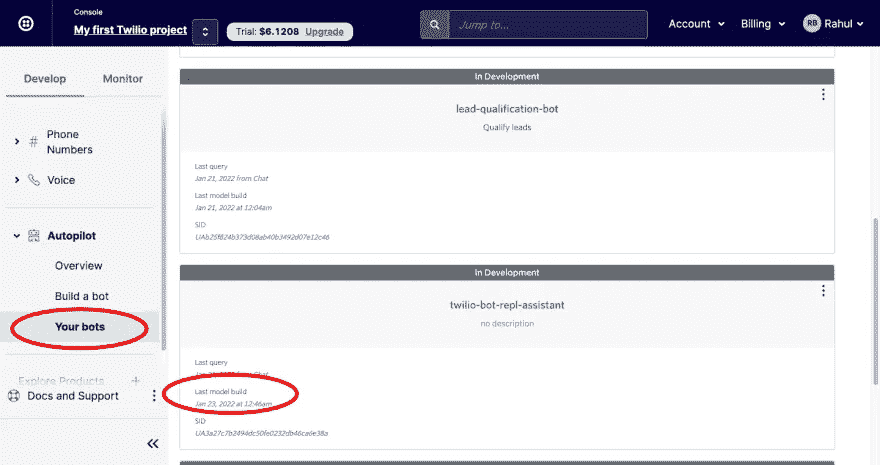 Console
My first Twilio project
Trial: $6.1208 Upgrade
Jump to...
Account
Billing
RB Rahul
Develop
Monitor
# Phone Numbers
Voice
Autopilot
Overview
Build a bot
Your bots
Explore Products +
Docs and Support
In Development
lead-qualification-bot
Qualify leads
Last query
Jan 21, 2022 from Chat
Last model build
Jan 21, 2022 at 12:04am
SID
In Development
twilio-bot-repl-assistant
no description
Last query
from Chat
Last model build
Jan 23, 2022 at 12:46am
SID